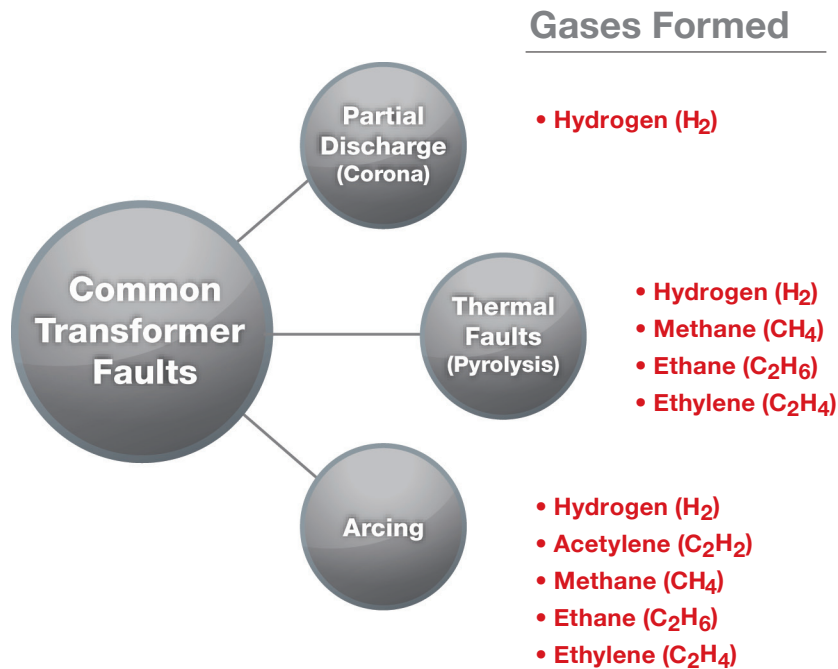 Gases Formed
Partial
Discharge
(Corona)
• Hydrogen (H₂)
Common
Transformer
Faults
Thermal
Faults
(Pyrolysis)
• Hydrogen (H₂)
• Methane (CH₄)
• Ethane (C₂H₆)
• Ethylene (C₂H₄)
Arcing
• Hydrogen (H₂)
• Acetylene (C₂H₂)
• Methane (CH₄)
• Ethane (C₂H₆)
• Ethylene (C₂H₄)